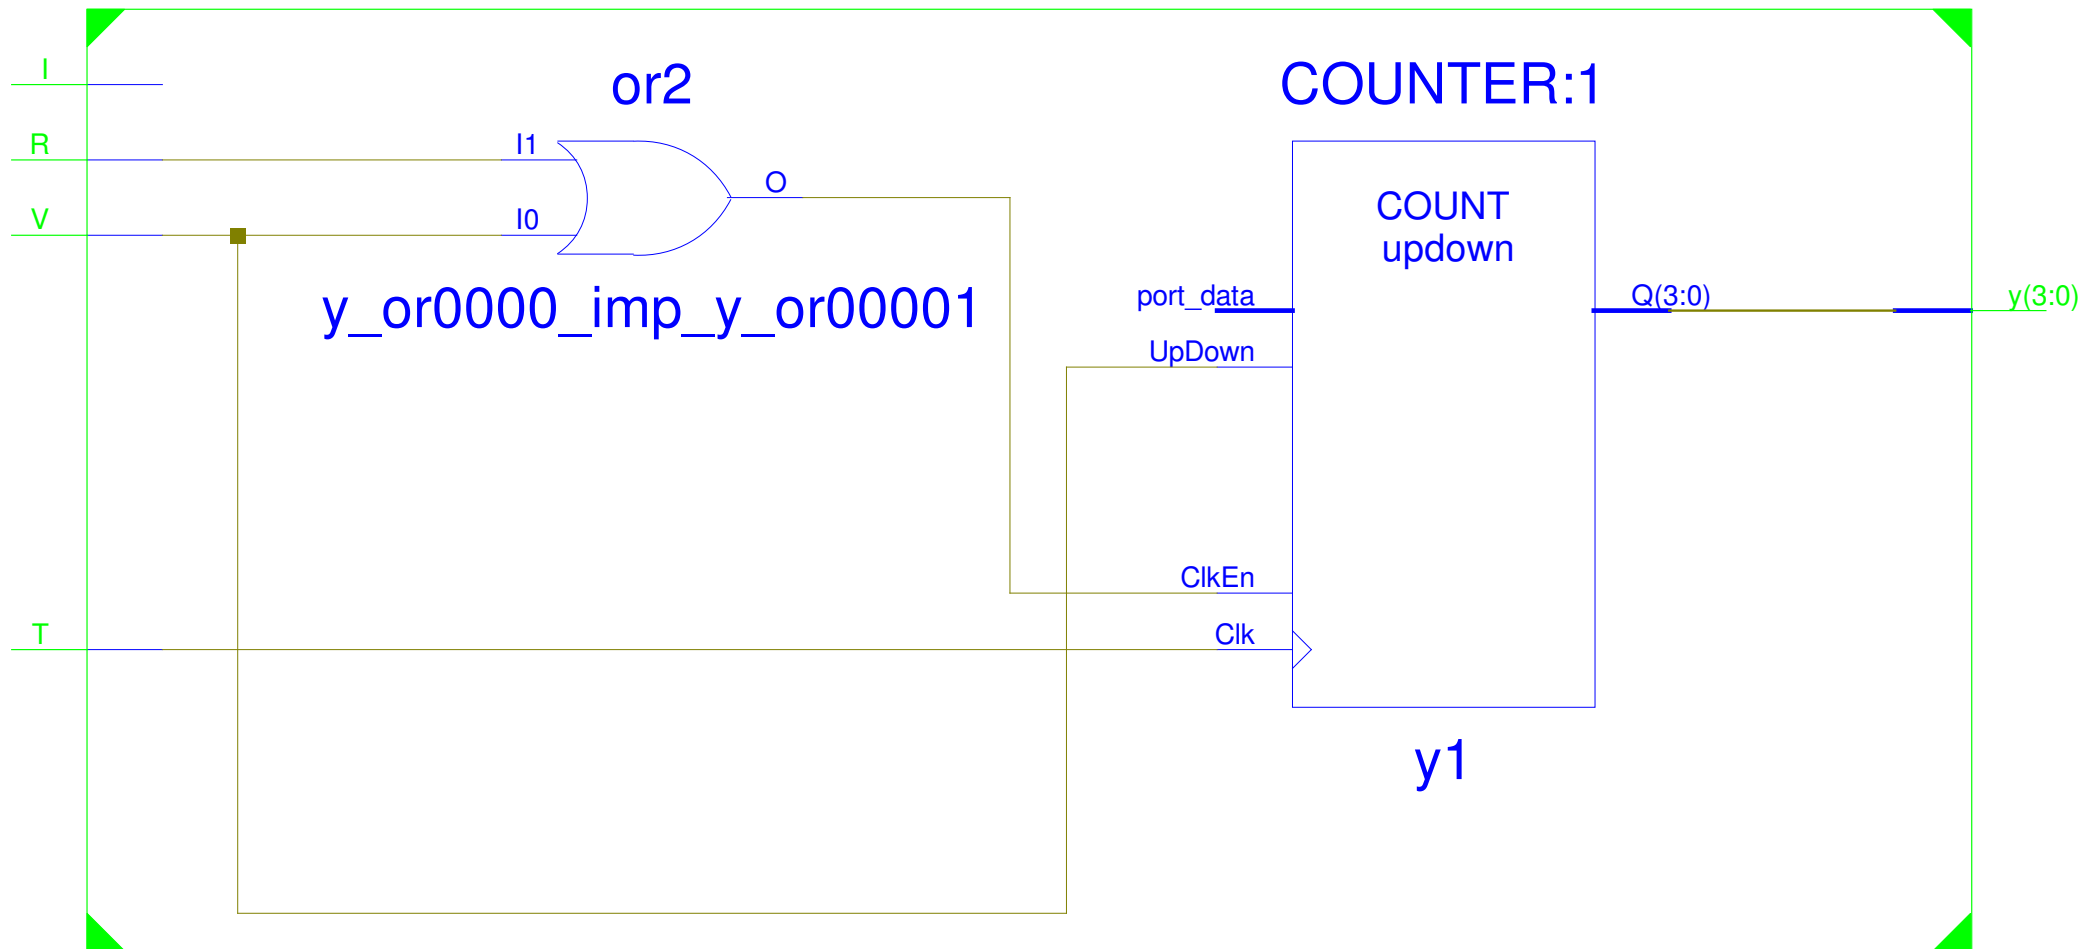 I
or2
COUNTER:1
R
I1
O
V
I0
COUNT
updown
y_or0000_imp_y_or00001
port_data
Q(3:0)
y(3:0)
UpDown
ClkEn
T
Clk
y1